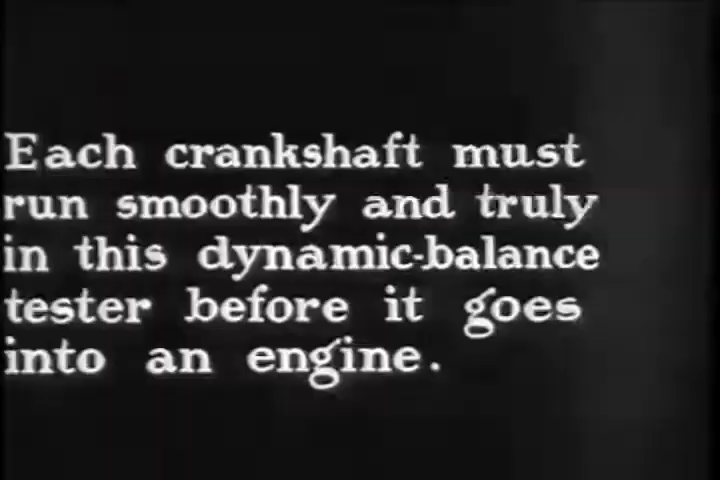 Each crankshaft must
run smoothly and truly
in this dynamic-balance
tester before it goes
into an engine.